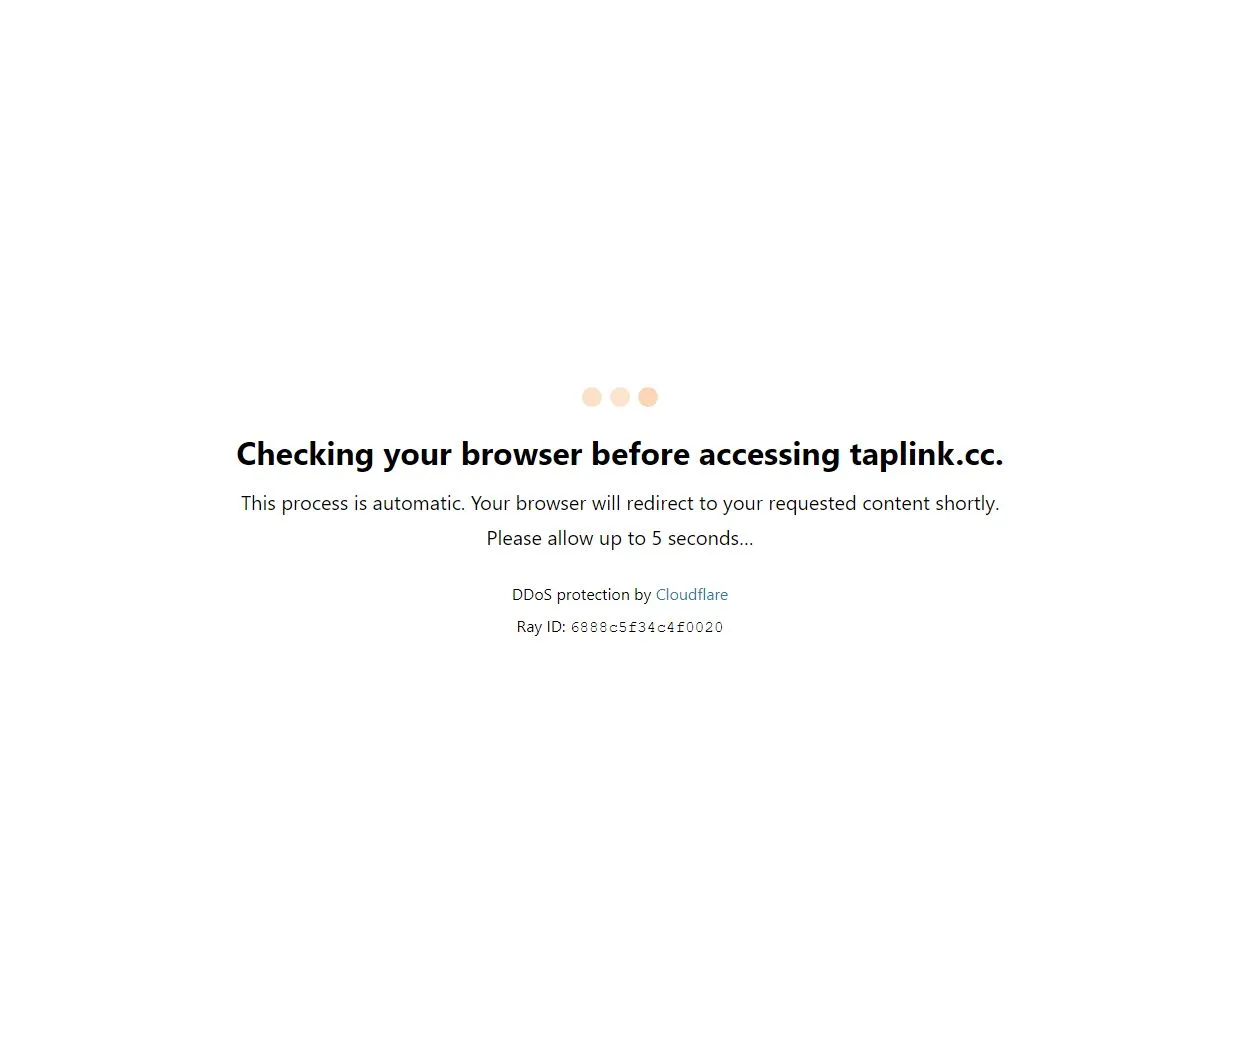 Checking your browser before accessing taplink.cc.
This process is automatic. Your browser will redirect to your requested content shortly.
Please allow up to 5 seconds...
DDoS protection by Cloudflare
Ray ID: 6888c5f34c4f0020